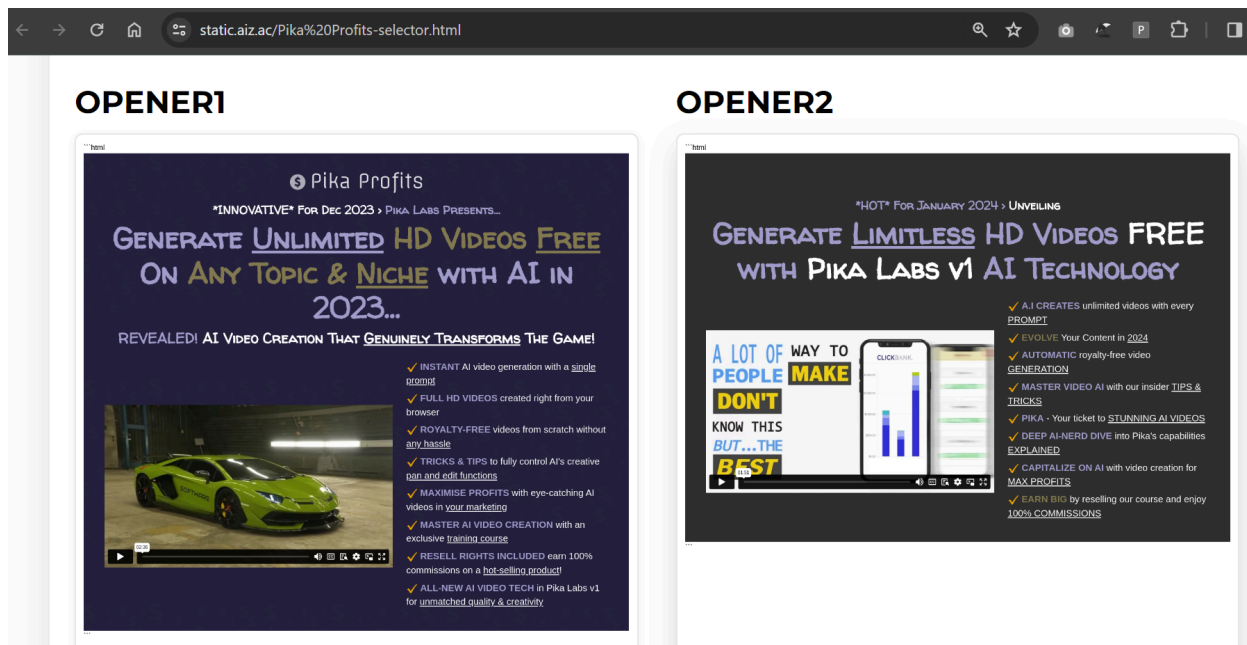 static.aiz.ac/Pika%20Profits-selector.html
P
OPENER1
```html
$ Pika Profits
*INNOVATIVE* For Dec 2023 › Pika Labs Presents...
Generate Unlimited HD Videos Free
On Any Topic & Niche with AI in
2023...
REVEALED! AI Video Creation That Genuinely Transforms The Game!
SOFTWARE
02:36
✓ INSTANT AI video generation with a single
prompt
✓ FULL HD VIDEOS created right from your
browser
✓ ROYALTY-FREE videos from scratch without
any hassle
✓ TRICKS & TIPS to fully control AI's creative
pan and edit functions
✓ MAXIMISE PROFITS with eye-catching AI
videos in your marketing
✓ MASTER AI VIDEO CREATION with an
exclusive training course
✓ RESELL RIGHTS INCLUDED earn 100%
commissions on a hot-selling product!
✓ ALL-NEW AI VIDEO TECH in Pika Labs v1
for unmatched quality & creativity
```
OPENER2
```html
*HOT* For January 2024 › Unveiling
Generate Limitless HD Videos FREE
with Pika Labs v1 AI Technology
A LOT OF
PEOPLE
DON'T
KNOW THIS
BUT...THE
BEST
WAY TO
MAKE
CLICKBANK
01:51
✓ A.I CREATES unlimited videos with every
PROMPT
✓ EVOLVE Your Content in 2024
✓ AUTOMATIC royalty-free video
GENERATION
✓ MASTER VIDEO AI with our insider TIPS &
TRICKS
✓ PIKA - Your ticket to STUNNING AI VIDEOS
✓ DEEP AI-NERD DIVE into Pika's capabilities
EXPLAINED
✓ CAPITALIZE ON AI with video creation for
MAX PROFITS
✓ EARN BIG by reselling our course and enjoy
100% COMMISSIONS
```